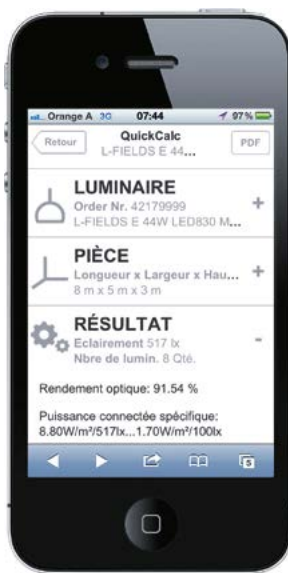 Orange A 3G 07:44 97%
QuickCalc
Retour L-FIELDS E 44... PDF
LUMINAIRE
Order Nr. 42179999
L-FIELDS E 44W LED830 M...
PIÈCE
Longueur x Largeur x Hau...
8 m x 5 m x 3 m
RÉSULTAT
Eclairement 517 lx
Nbre de lumin. 8 Qté.
Rendement optique: 91.54 %
Puissance connectée spécifique:
8.80W/m²/517lx...1.70W/m²/100lx
5